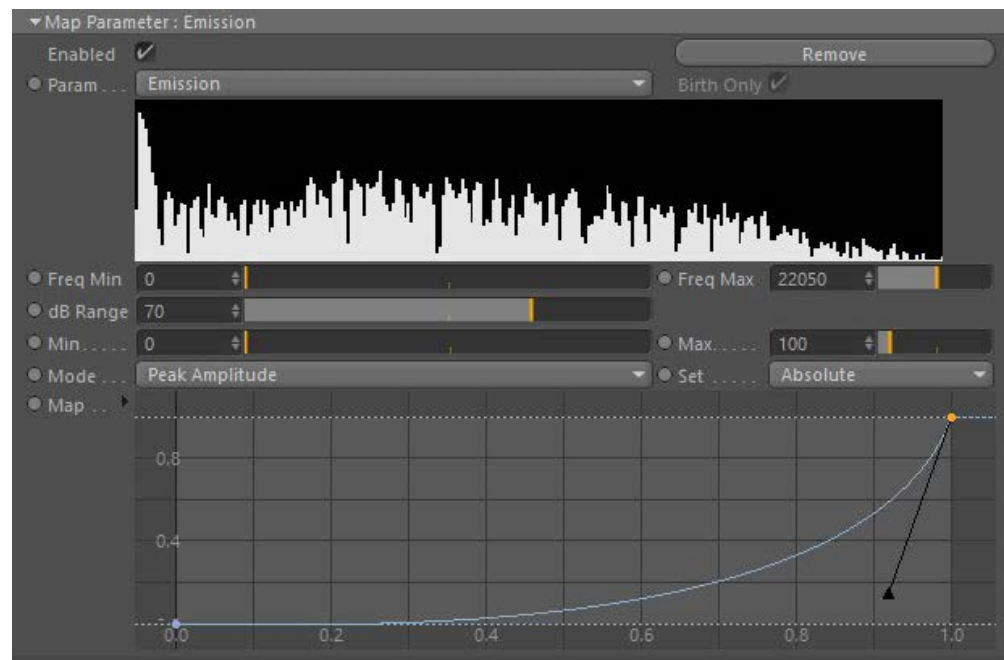 Map Parameter : Emission
Enabled Remove
Param . . . Emission Birth Only
Freq Min 0 Freq Max 22050
dB Range 70
Min. . . . . 0 Max. . . . . 100
Mode . . . Peak Amplitude Set . . . . . Absolute
Map . .
0.8
0.4
0.0 0.2 0.4 0.6 0.8 1.0